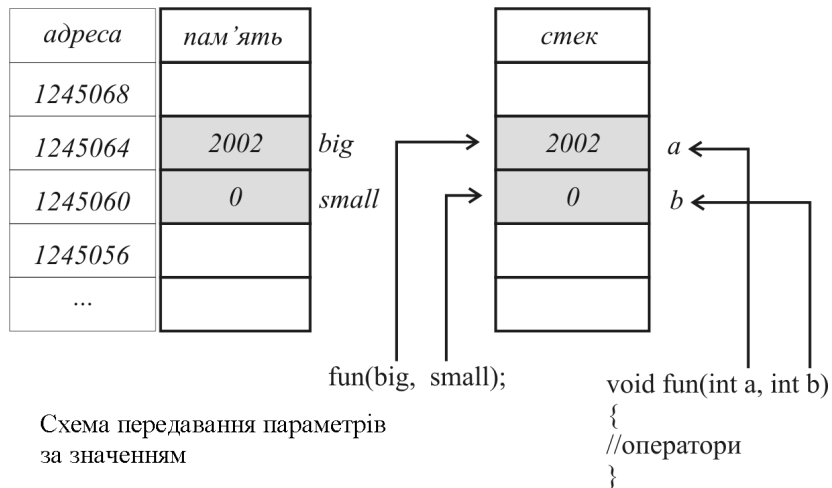 адреса пам’ять стек
1245068
1245064 2002 big 2002 a
1245060 0 small 0 b
1245056
...
fun(big, small);
void fun(int a, int b)
{
//оператори
}
Схема передавання параметрів
за значенням